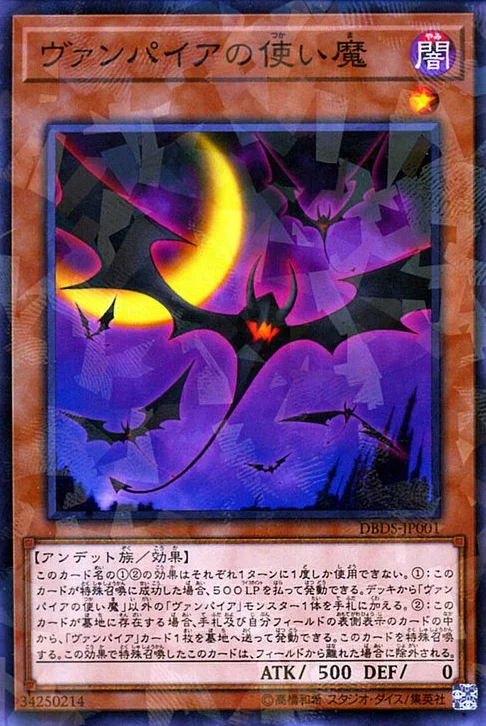 ヴァンパイアの使い魔
闇
DBDS-JP001
【アンデット族/効果】
このカード名の①②の効果はそれぞれ1ターンに1度しか使用できない。①：この
カードが特殊召喚に成功した場合、500LPを払って発動できる。デッキから「ヴァン
パイアの使い魔」以外の「ヴァンパイア」モンスター1体を手札に加える。②：この
カードが墓地に存在する場合、手札及び自分フィールドの表側表示のカードの中
から、「ヴァンパイア」カード1枚を墓地へ送って発動できる。このカードを特殊召喚
する。この効果で特殊召喚したこのカードは、フィールドから離れた場合に除外される。
ATK/ 500 DEF/ 0
34250214
©高橋和希 スタジオ・ダイス/集英社